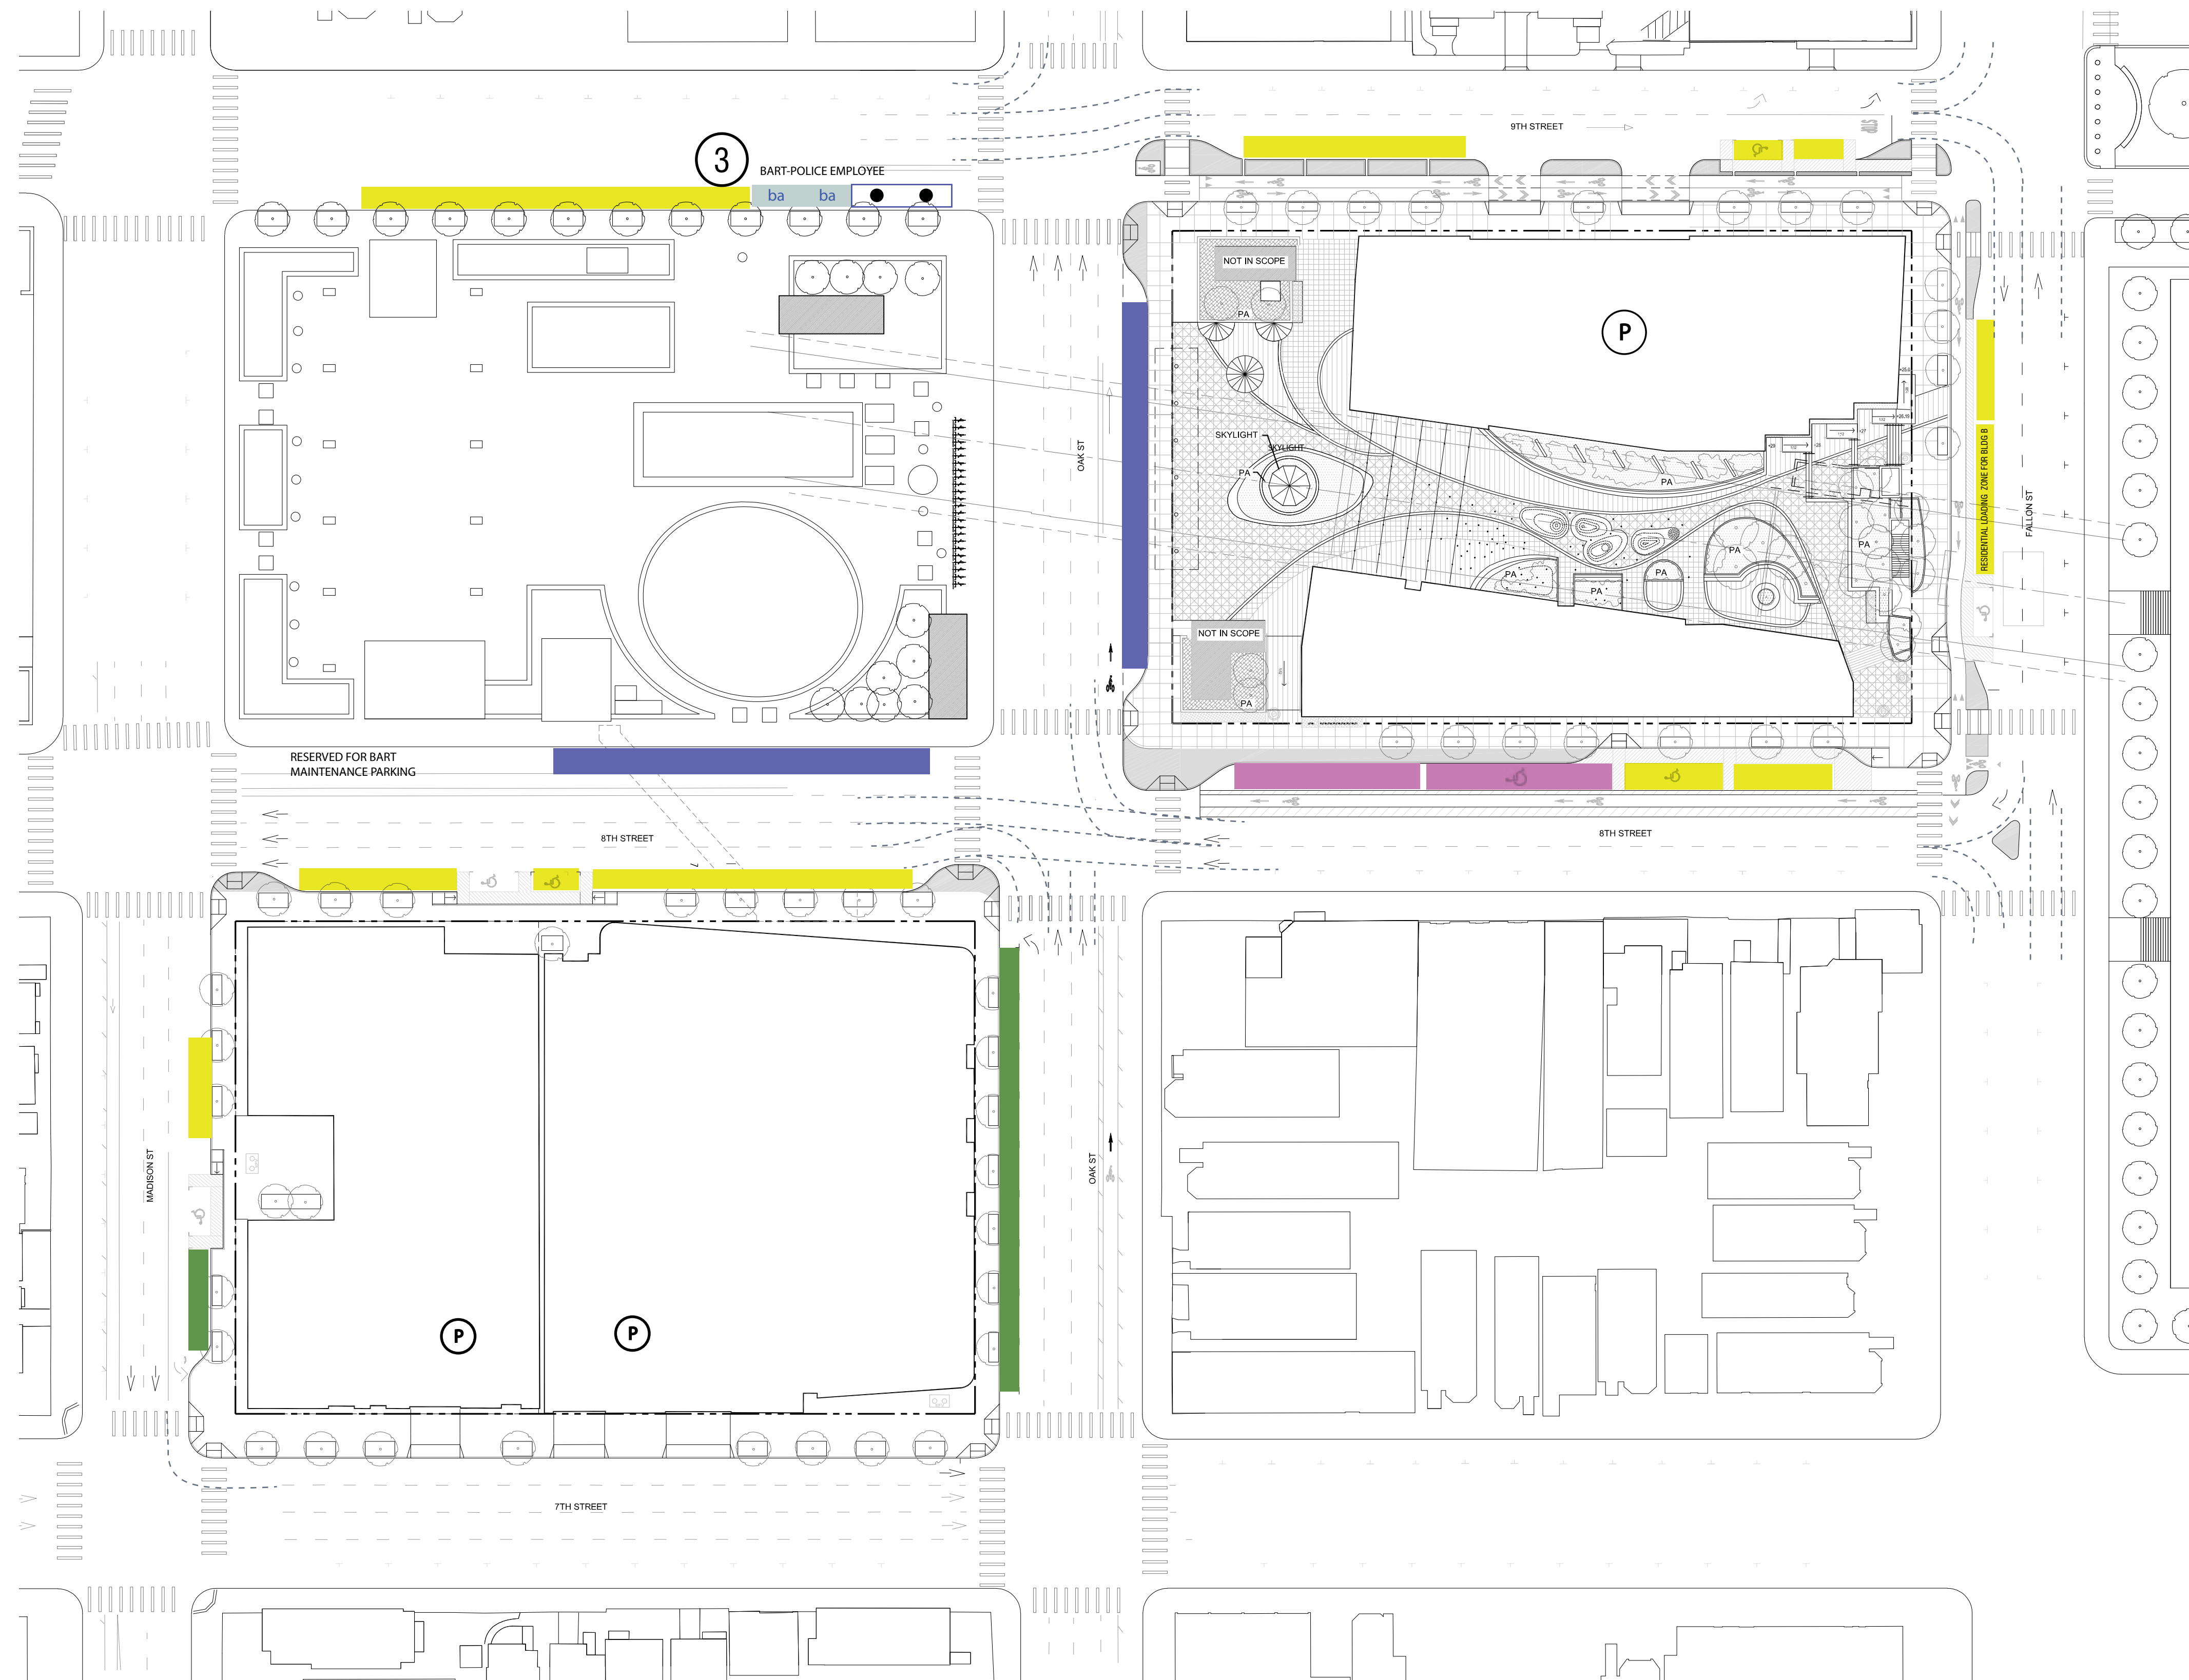 9TH STREET
3
BART-POLICE EMPLOYEE
ba
ba
NOT IN SCOPE
PA
P
OAK ST
SKYLIGHT
SKYLIGHT
PA
PA
RESIDENTIAL LOADING ZONE FOR BLDG B
FALLON ST
PA
PA
PA
PA
PA
NOT IN SCOPE
PA
RESERVED FOR BART
MAINTENANCE PARKING
8TH STREET
8TH STREET
MADISON ST
OAK ST
P
P
7TH STREET